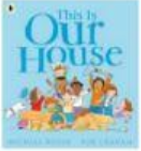 This Is
Our
House
MICHAEL ROSEN BOB GRAHAM